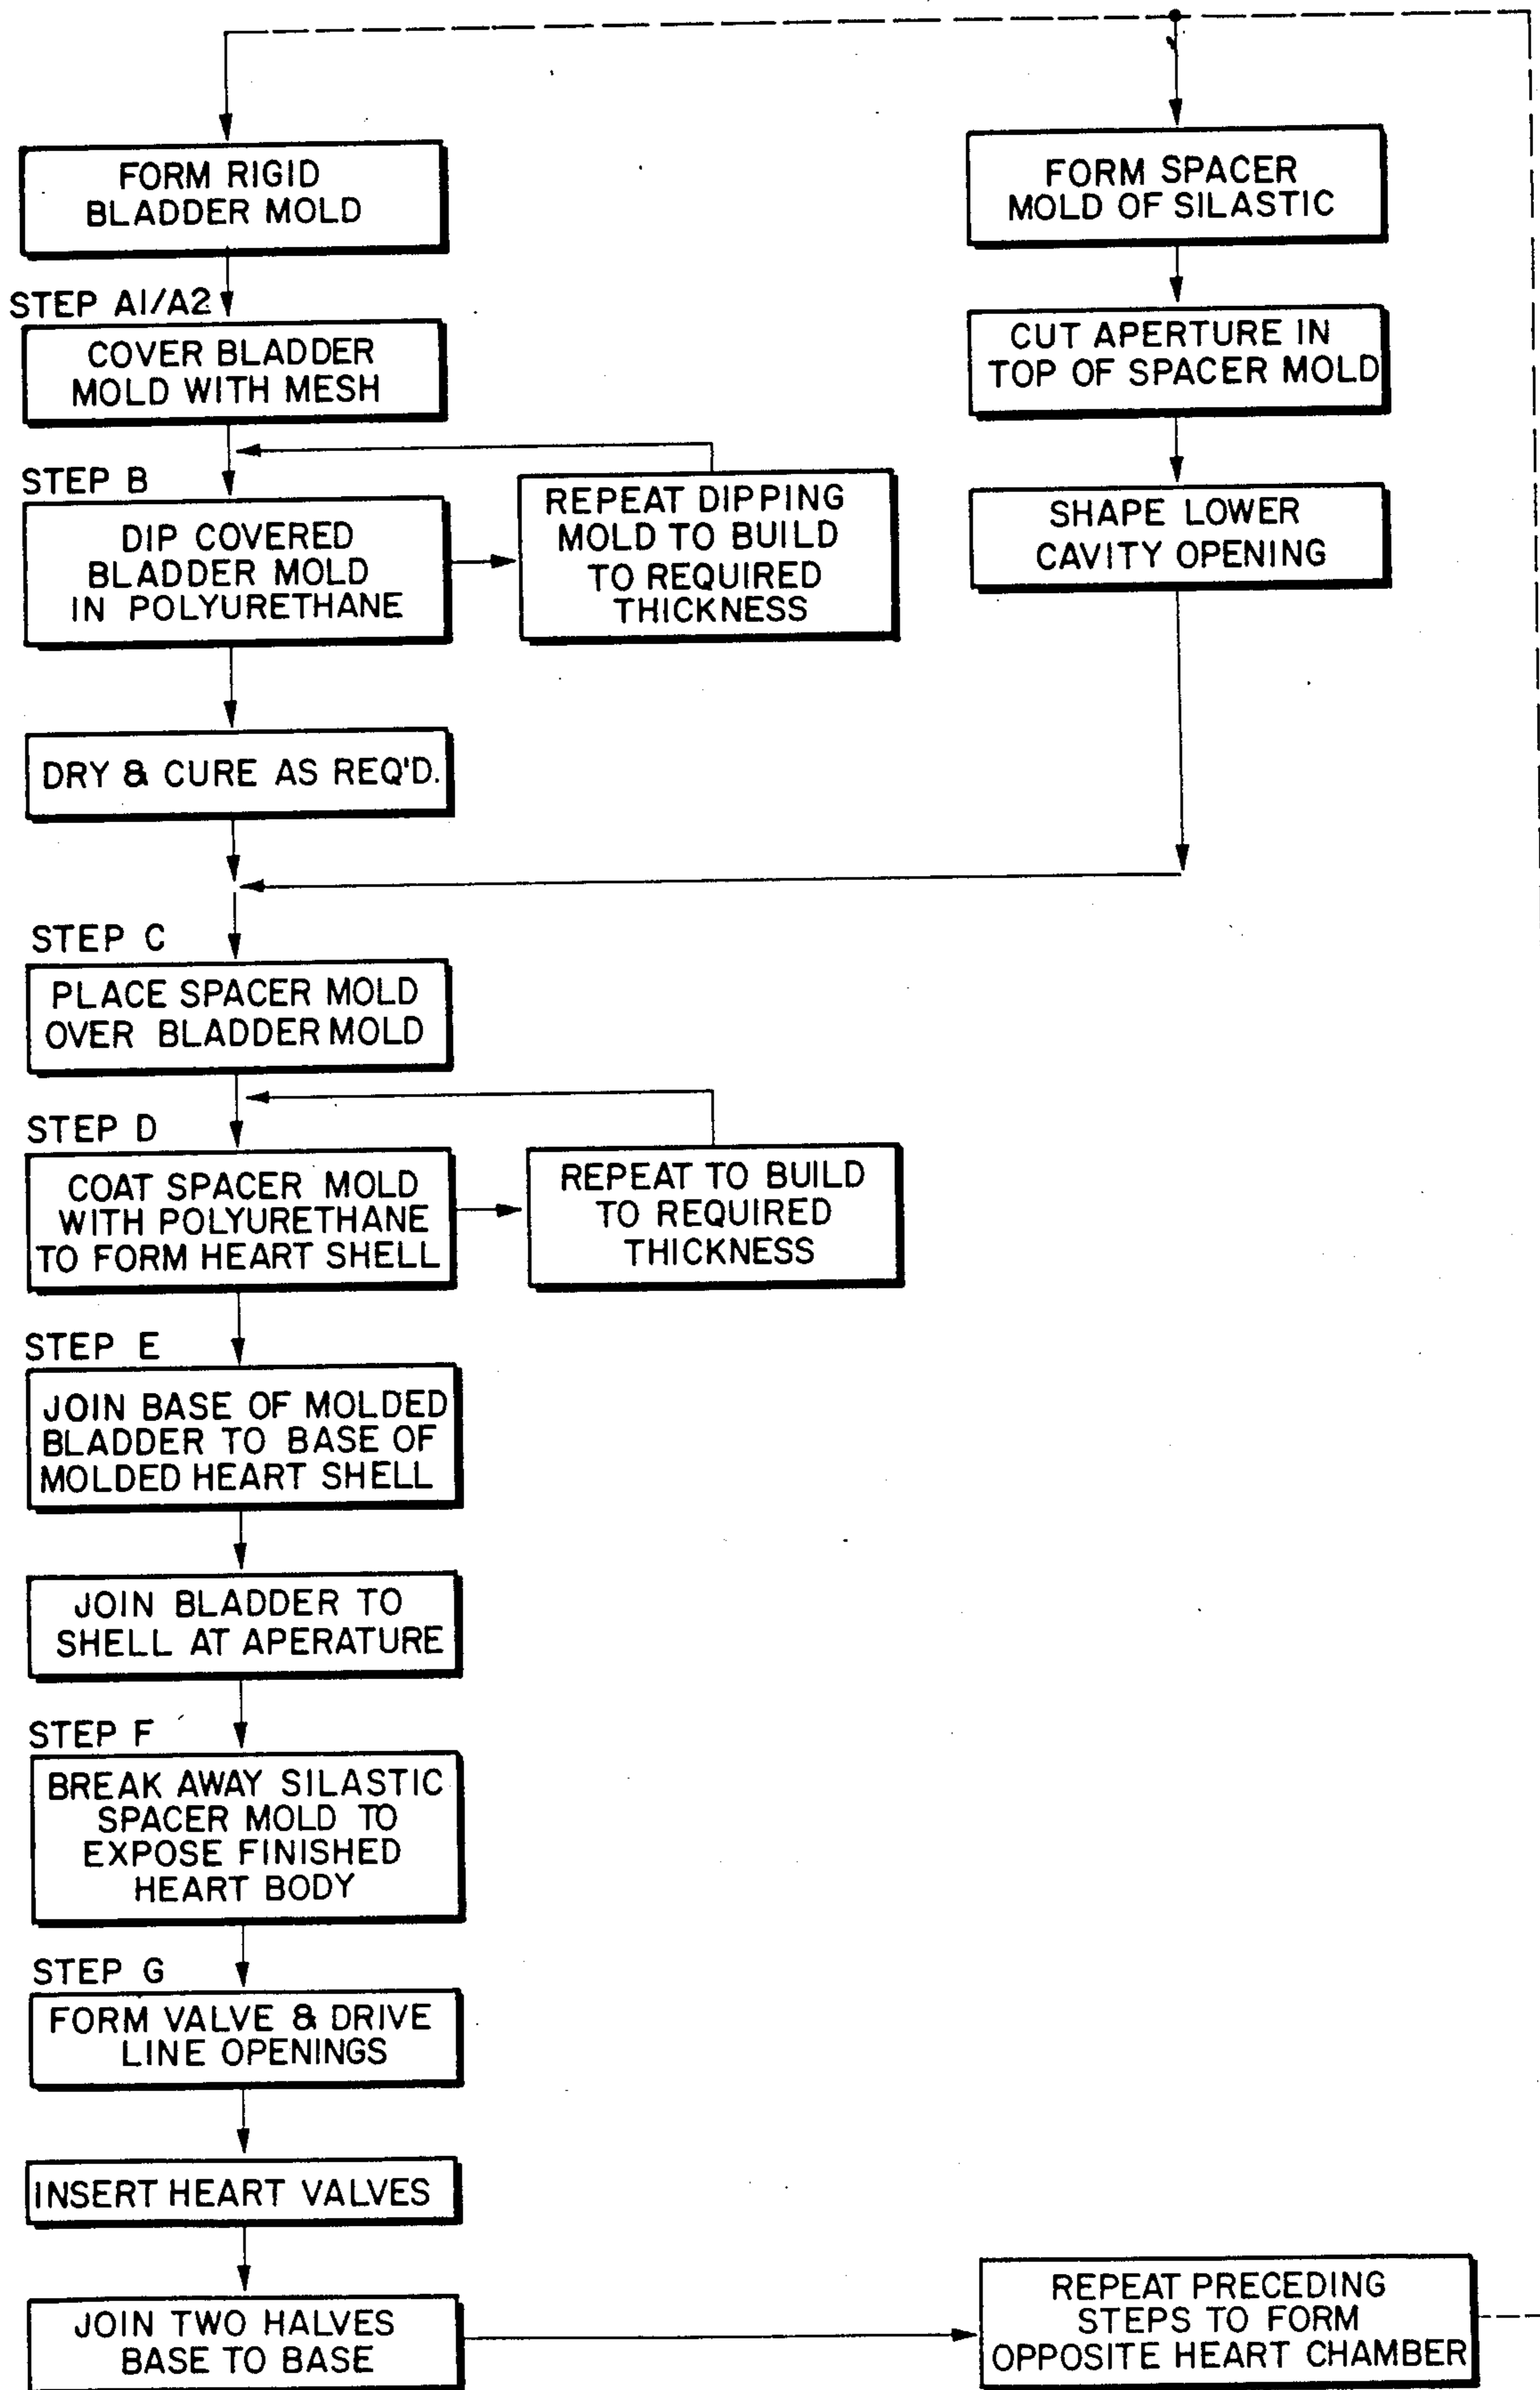 FORM RIGID
BLADDER MOLD
STEP A1/A2
COVER BLADDER
MOLD WITH MESH
STEP B
DIP COVERED
BLADDER MOLD
IN POLYURETHANE
REPEAT DIPPING
MOLD TO BUILD
TO REQUIRED
THICKNESS
DRY & CURE AS REQ'D.
FORM SPACER
MOLD OF SILASTIC
CUT APERTURE IN
TOP OF SPACER MOLD
SHAPE LOWER
CAVITY OPENING
STEP C
PLACE SPACER MOLD
OVER BLADDER MOLD
STEP D
COAT SPACER MOLD
WITH POLYURETHANE
TO FORM HEART SHELL
REPEAT TO BUILD
TO REQUIRED
THICKNESS
STEP E
JOIN BASE OF MOLDED
BLADDER TO BASE OF
MOLDED HEART SHELL
JOIN BLADDER TO
SHELL AT APERATURE
STEP F
BREAK AWAY SILASTIC
SPACER MOLD TO
EXPOSE FINISHED
HEART BODY
STEP G
FORM VALVE & DRIVE
LINE OPENINGS
INSERT HEART VALVES
JOIN TWO HALVES
BASE TO BASE
REPEAT PRECEDING
STEPS TO FORM
OPPOSITE HEART CHAMBER